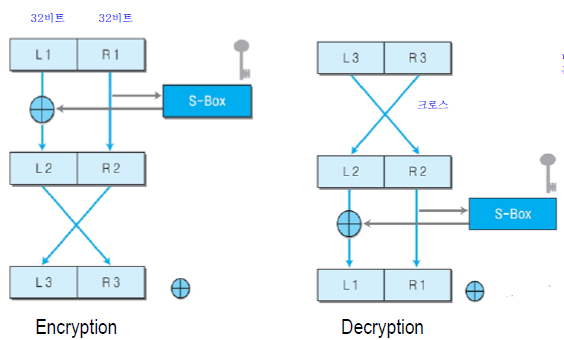 32비트 32비트
L1 R1
S-Box
L2 R2
L3 R3
Encryption
L3 R3
크로스
L2 R2
S-Box
L1 R1
Decryption